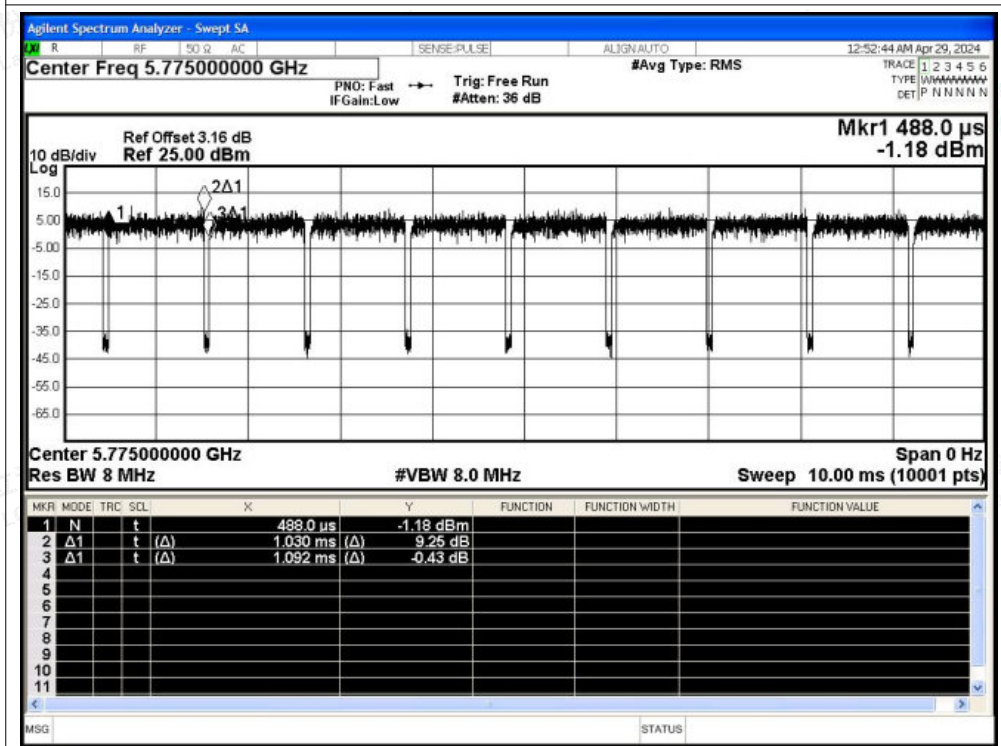 Agilent Spectrum Analyzer - Swept SA
LXI R RF 50 Ω AC SENSE:PULSE ALIGN AUTO 12:52:44 AM Apr 29, 2024
Center Freq 5.775000000 GHz #Avg Type: RMS TRACE 1 2 3 4 5 6
PNO: Fast Trig: Free Run TYPE WWWWWW
IFGain:Low #Atten: 36 dB DET P N N N N N
Mkr1 488.0 µs
Ref Offset 3.16 dB
10 dB/div Ref 25.00 dBm -1.18 dBm
Log
15.0
2Δ1
5.00
1 3Δ1
-5.00
-15.0
-25.0
-35.0
-45.0
-55.0
-65.0
Center 5.775000000 GHz Span 0 Hz
Res BW 8 MHz #VBW 8.0 MHz Sweep 10.00 ms (10001 pts)
MKR MODE TRC SCL X Y FUNCTION FUNCTION WIDTH FUNCTION VALUE
1 N t 488.0 µs -1.18 dBm
2 Δ1 t (Δ) 1.030 ms (Δ) 9.25 dB
3 Δ1 t (Δ) 1.092 ms (Δ) -0.43 dB
4
5
6
7
8
9
10
11
MSG STATUS